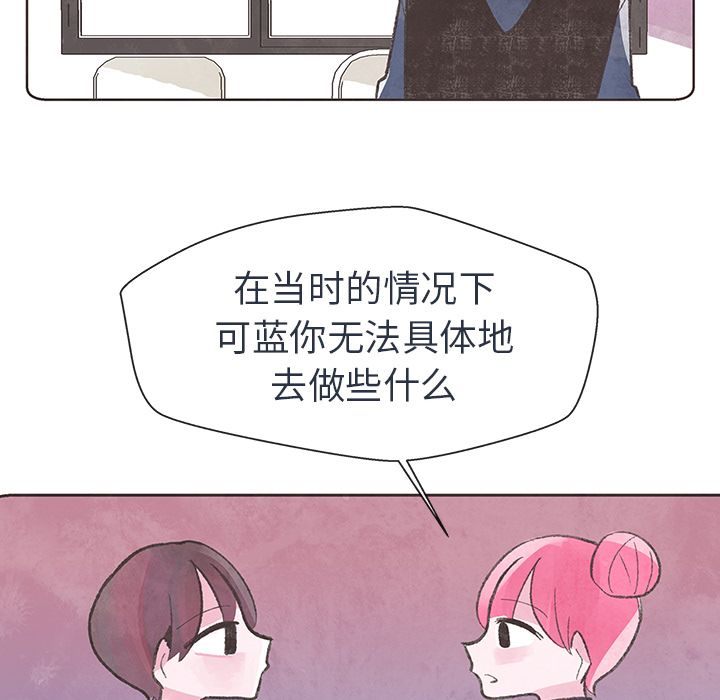 在当时的情况下
可蓝你无法具体地
去做些什么